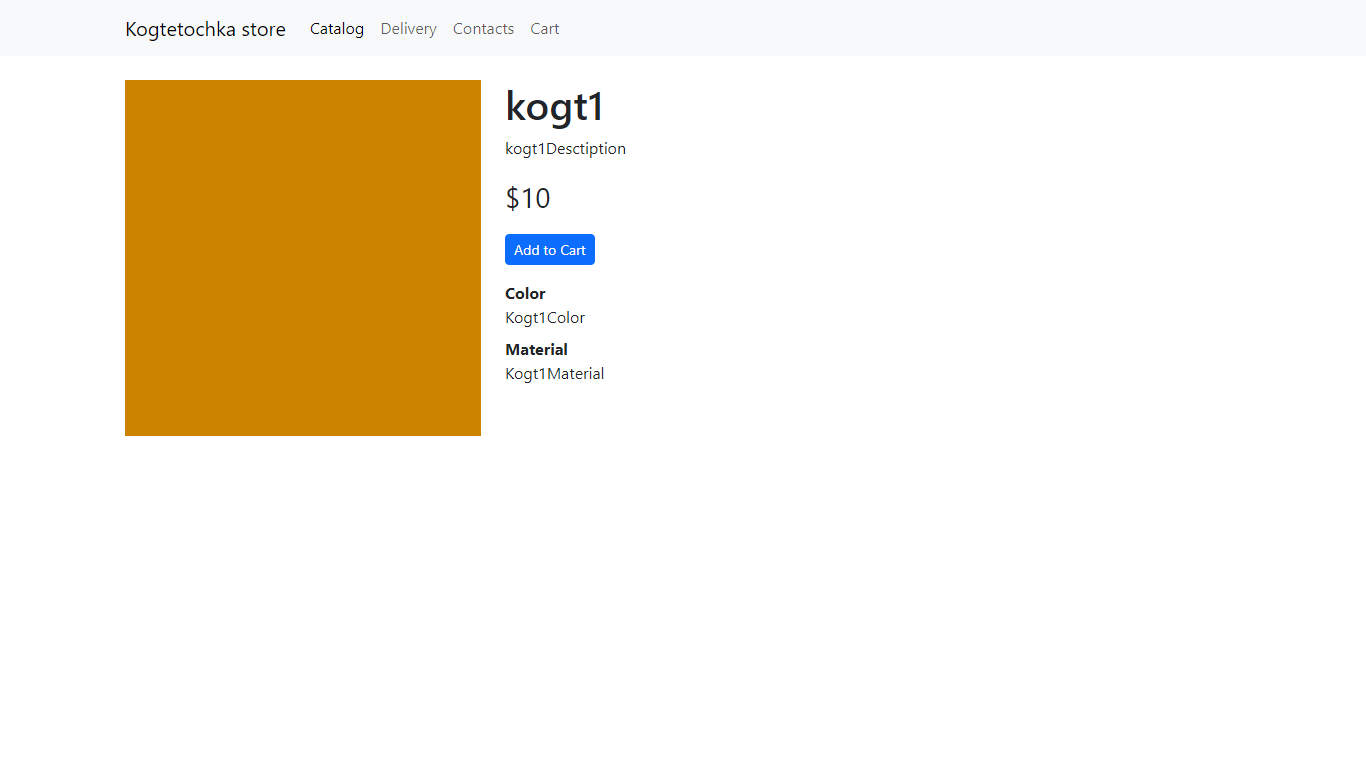 Kogtetochka store Catalog Delivery Contacts Cart
kogt1
kogt1Desctiption
$10
Add to Cart
Color
Kogt1Color
Material
Kogt1Material